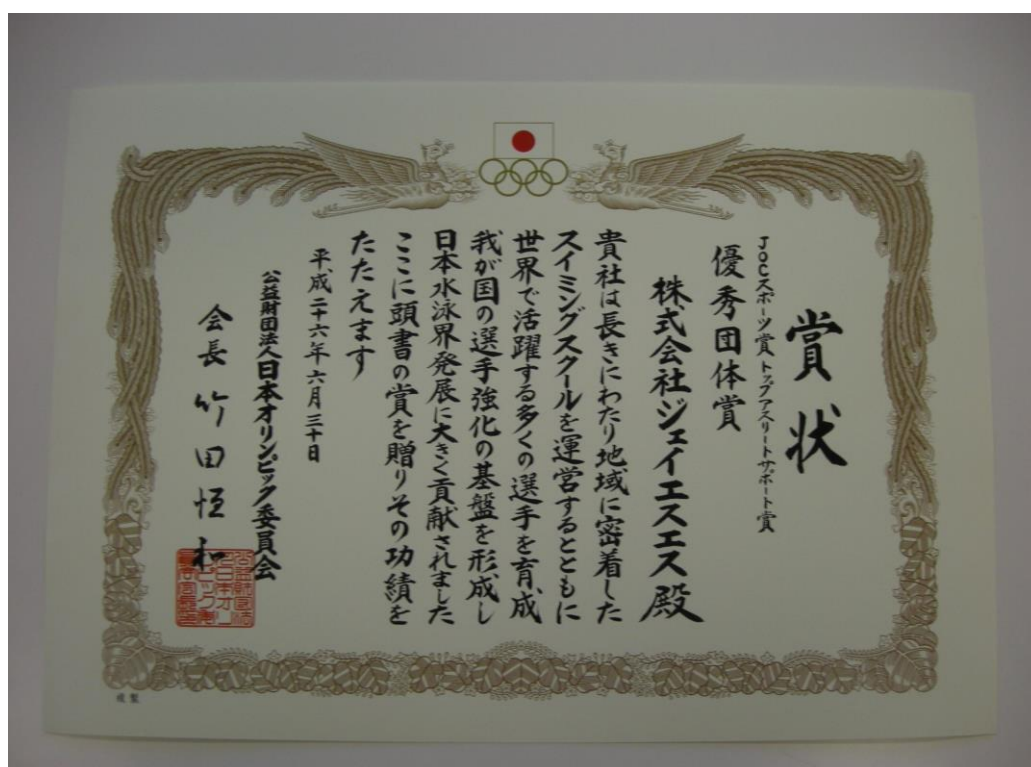 賞状
JOCスポーツ賞 トップアスリートサポート賞
優秀団体賞
株式会社ジェイエスエス殿
貴社は長きにわたり地域に密着した
スイミングスクールを運営するとともに
世界で活躍する多くの選手を育成
我が国の選手強化の基盤を形成し
日本水泳界発展に大きく貢献されました
ここに頭書の賞を贈りその功績を
たたえます
平成二十六年六月三十日
公益財団法人日本オリンピック委員会
会長 竹田恆和